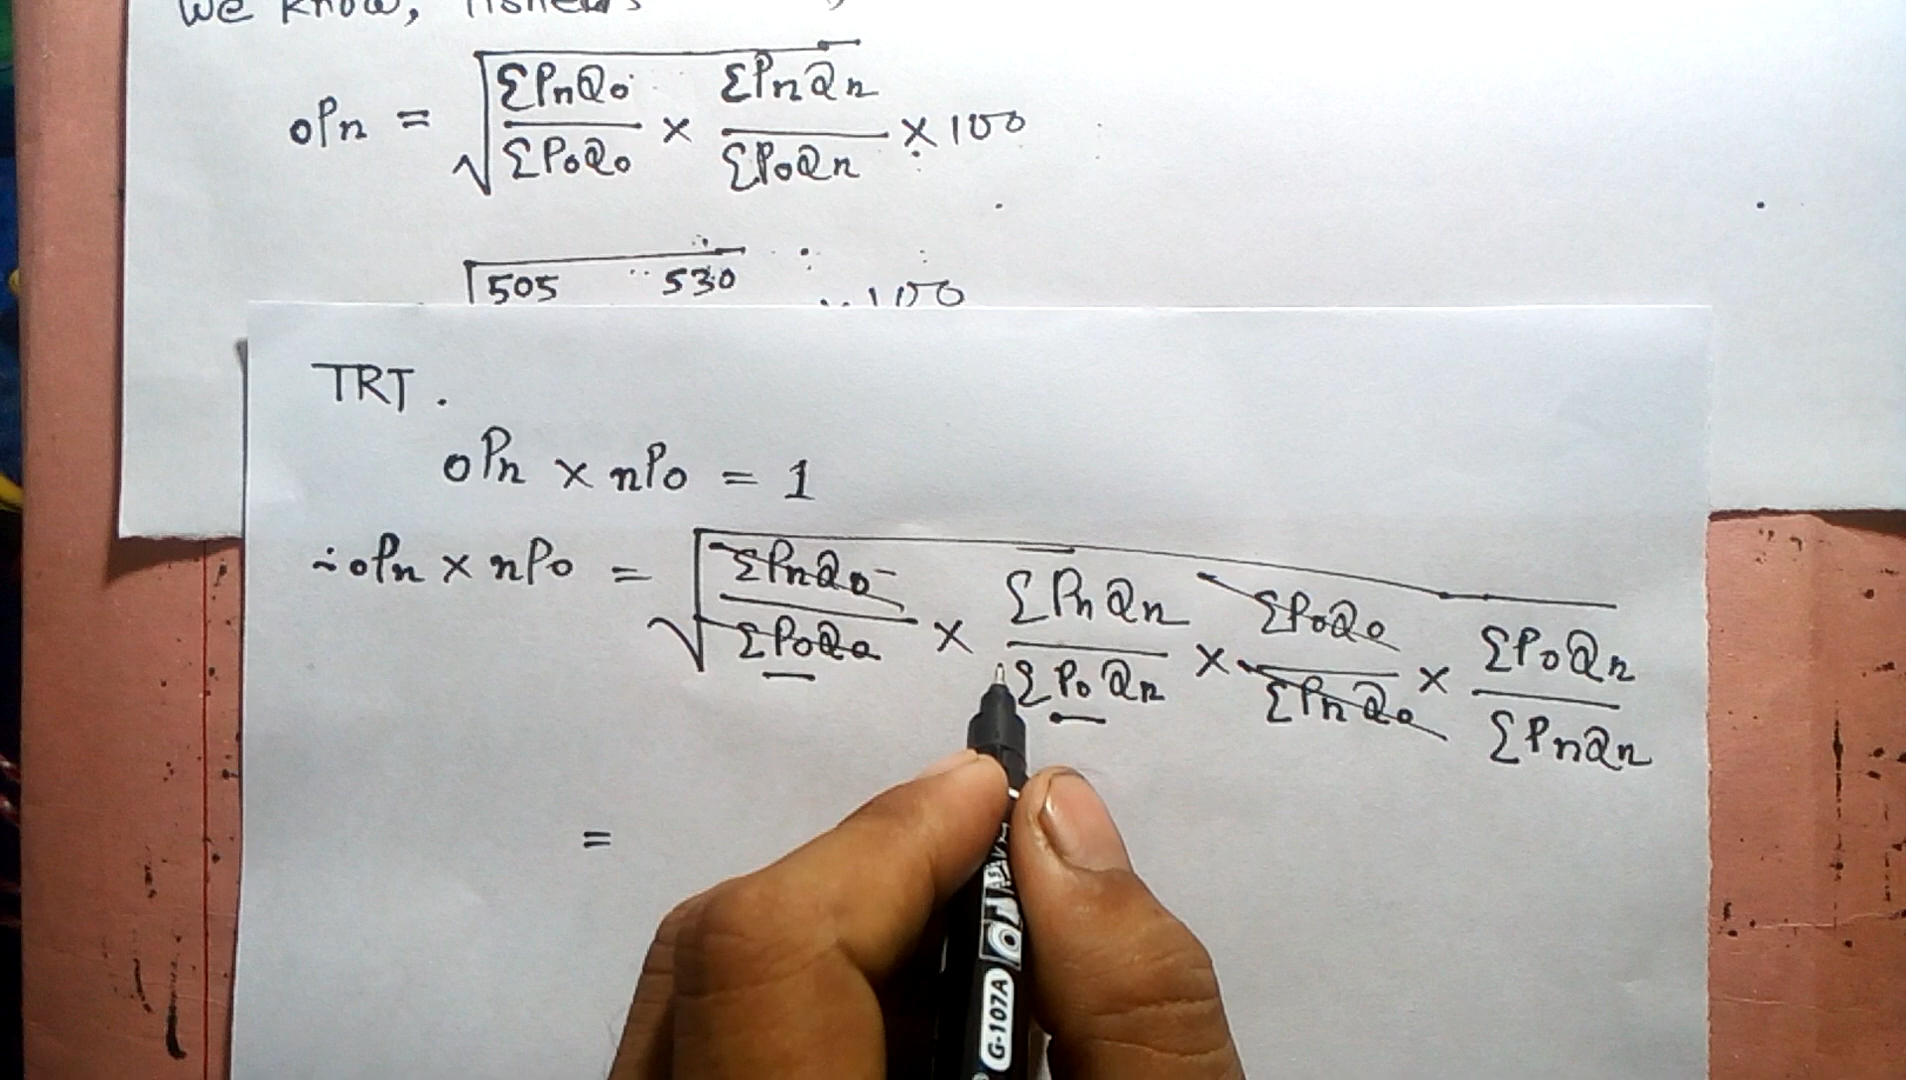 We know,
oPn = √ΣPnQo/ΣPoQo × ΣPnQn/ΣPoQn × 100
505 530 100
TRT.
oPn × nPo = 1
∴ oPn × nPo = √ΣPnQo/ΣPoQo × ΣPnQn/ΣPoQn × ΣPoQo/ΣPnQo × ΣPoQn/ΣPnQn
=
G-107A